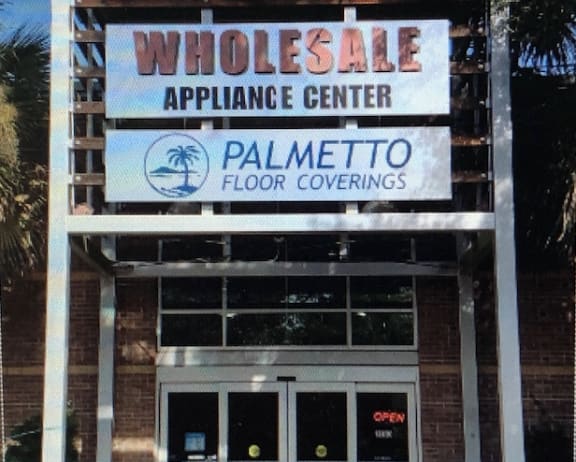 WHOLESALE
APPLIANCE CENTER
PALMETTO
FLOOR COVERINGS
OPEN